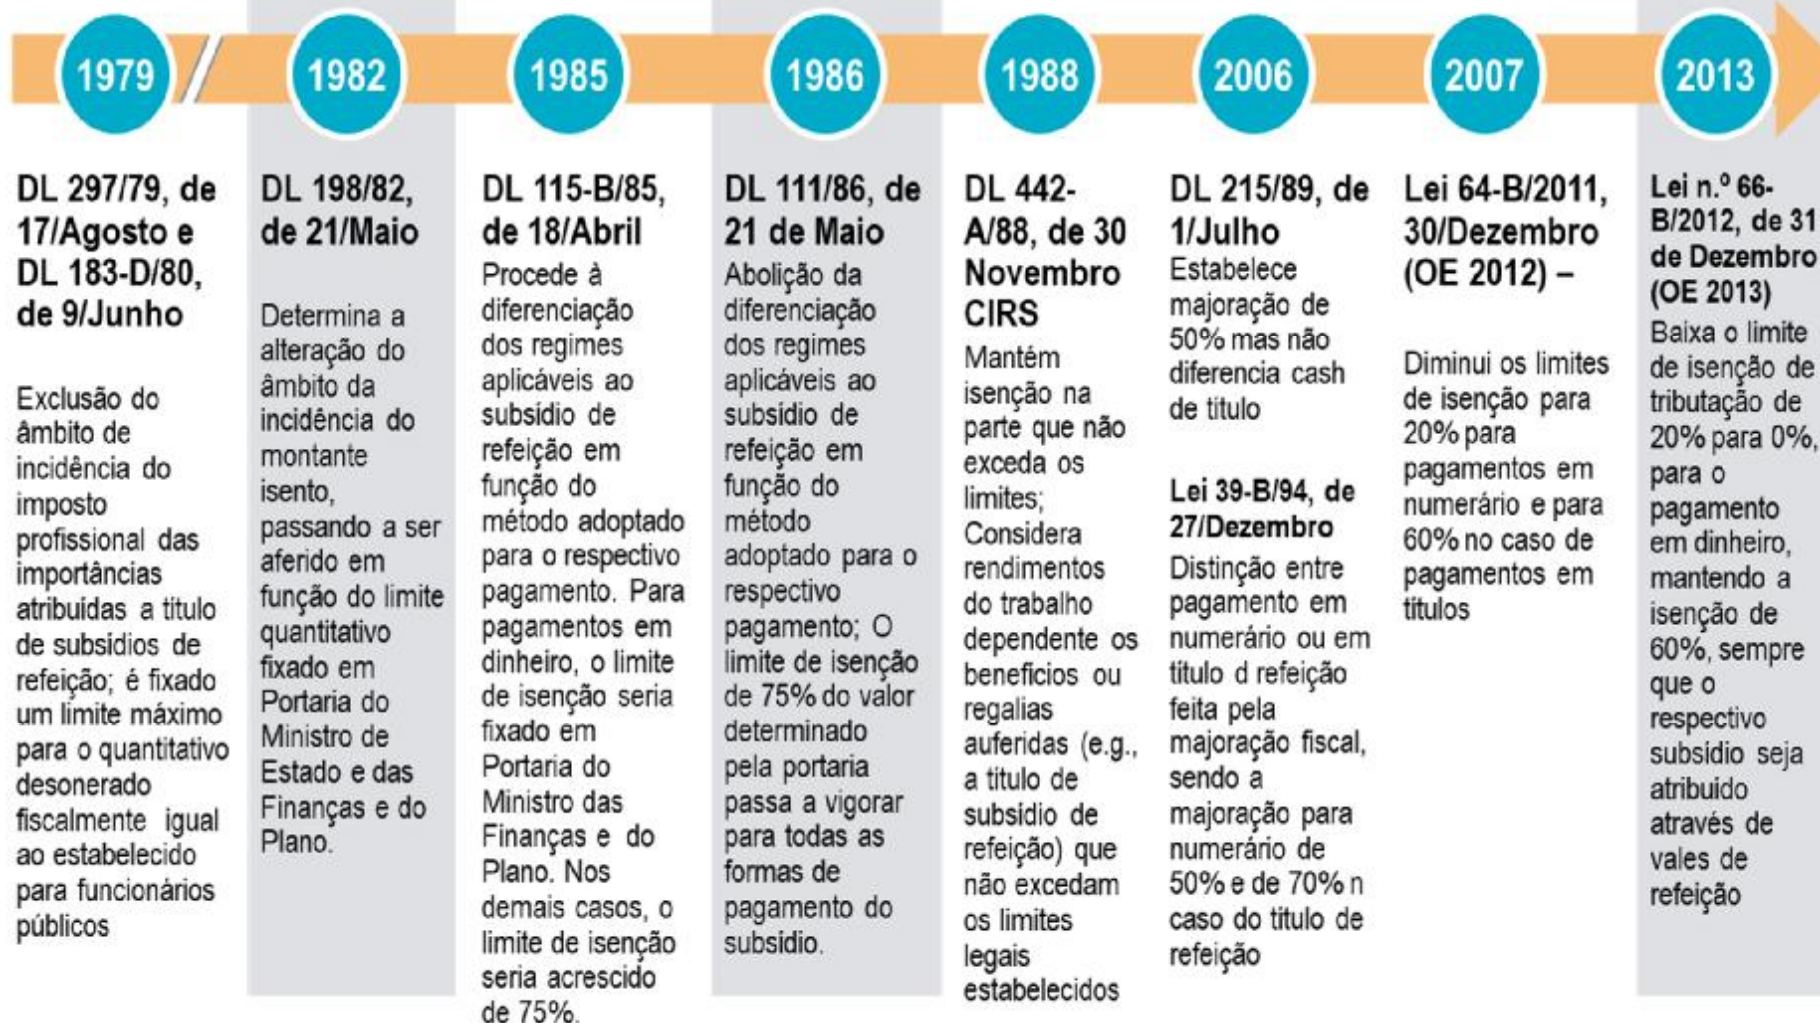 1979
1982
1985
1986
1988
2006
2007
2013
DL 297/79, de
17/Agosto e
DL 183-D/80,
de 9/Junho
Exclusão do
âmbito de
incidência do
imposto
profissional das
importâncias
atribuídas a titulo
de subsídios de
refeição; é fixado
um limite máximo
para o quantitativo
desonerado
fiscalmente igual
ao estabelecido
para funcionários
públicos
DL 198/82,
de 21/Maio
Determina a
alteração do
âmbito da
incidência do
montante
isento,
passando a ser
aferido em
função do limite
quantitativo
fixado em
Portaria do
Ministro de
Estado e das
Finanças e do
Plano.
DL 115-B/85,
de 18/Abril
Procede à
diferenciação
dos regimes
aplicáveis ao
subsídio de
refeição em
função do
método adoptado
para o respectivo
pagamento. Para
pagamentos em
dinheiro, o limite
de isenção seria
fixado em
Portaria do
Ministro das
Finanças e do
Plano. Nos
demais casos, o
limite de isenção
seria acrescido
de 75%.
DL 111/86, de
21 de Maio
Abolição da
diferenciação
dos regimes
aplicáveis ao
subsídio de
refeição em
função do
método
adoptado para o
respectivo
pagamento; O
limite de isenção
de 75% do valor
determinado
pela portaria
passa a vigorar
para todas as
formas de
pagamento do
subsídio.
DL 442-
A/88, de 30
Novembro
CIRS
Mantém
isenção na
parte que não
exceda os
limites;
Considera
rendimentos
do trabalho
dependente os
benefícios ou
regalias
auferidas (e.g.,
a titulo de
subsídio de
refeição) que
não excedam
os limites
legais
estabelecidos
DL 215/89, de
1/Julho
Estabelece
majoração de
50% mas não
diferencia cash
de titulo
Lei 39-B/94, de
27/Dezembro
Distinção entre
pagamento em
numerário ou em
titulo d refeição
feita pela
majoração fiscal,
sendo a
majoração para
numerário de
50% e de 70% n
caso do titulo de
refeição
Lei 64-B/2011,
30/Dezembro
(OE 2012) –
Diminui os limites
de isenção para
20% para
pagamentos em
numerário e para
60% no caso de
pagamentos em
títulos
Lei n.º 66-
B/2012, de 31
de Dezembro
(OE 2013)
Baixa o limite
de isenção de
tributação de
20% para 0%,
para o
pagamento
em dinheiro,
mantendo a
isenção de
60%, sempre
que o
respectivo
subsídio seja
atribuído
através de
vales de
refeição